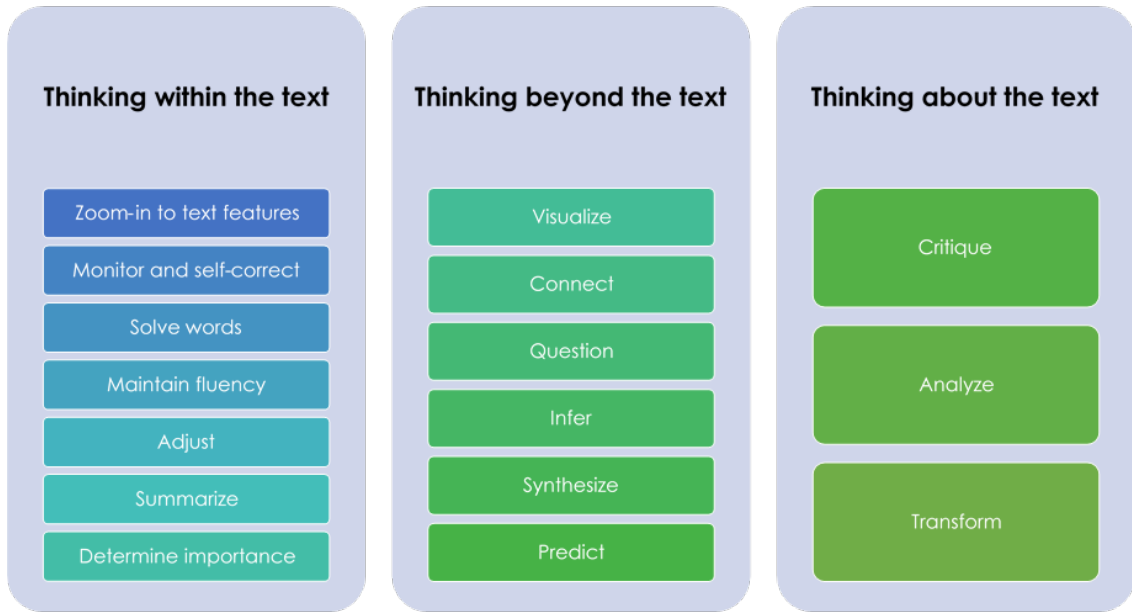 Thinking within the text
Zoom-in to text features
Monitor and self-correct
Solve words
Maintain fluency
Adjust
Summarize
Determine importance
Thinking beyond the text
Visualize
Connect
Question
Infer
Synthesize
Predict
Thinking about the text
Critique
Analyze
Transform